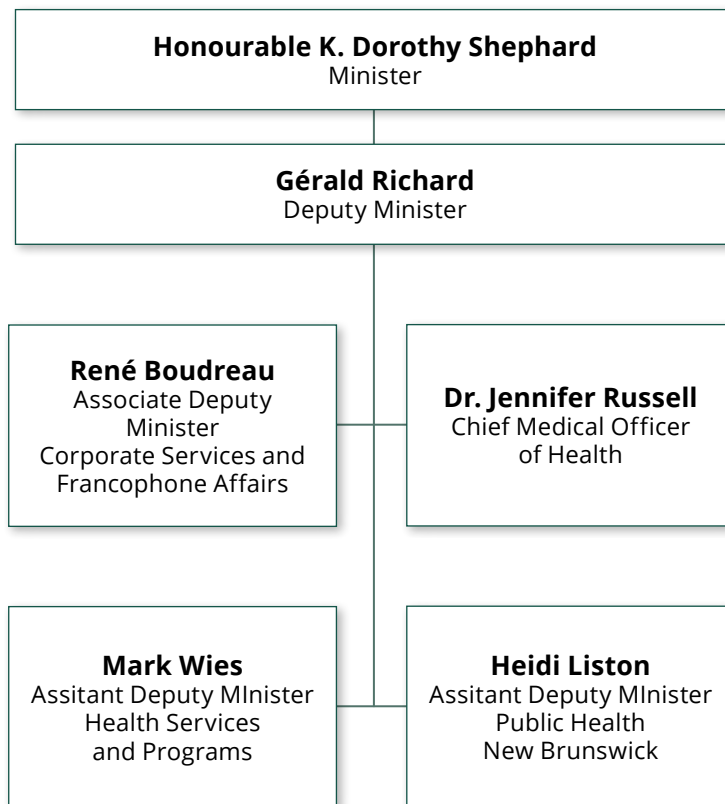 Honourable K. Dorothy Shephard
Minister
Gérald Richard
Deputy Minister
René Boudreau
Associate Deputy
Minister
Corporate Services and
Francophone Affairs
Dr. Jennifer Russell
Chief Medical Officer
of Health
Mark Wies
Assitant Deputy MInister
Health Services
and Programs
Heidi Liston
Assitant Deputy MInister
Public Health
New Brunswick